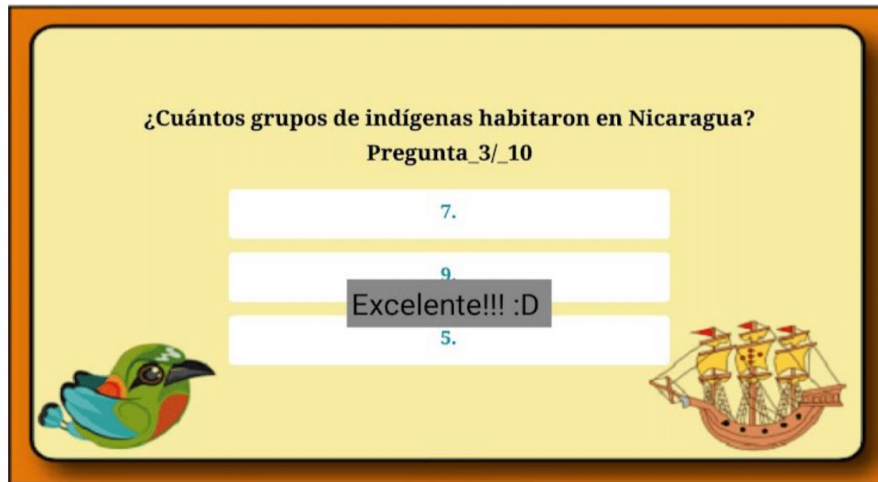 ¿Cuántos grupos de indígenas habitaron en Nicaragua?
Pregunta_3/_10
7.
9.
Excelente!!! :D
5.